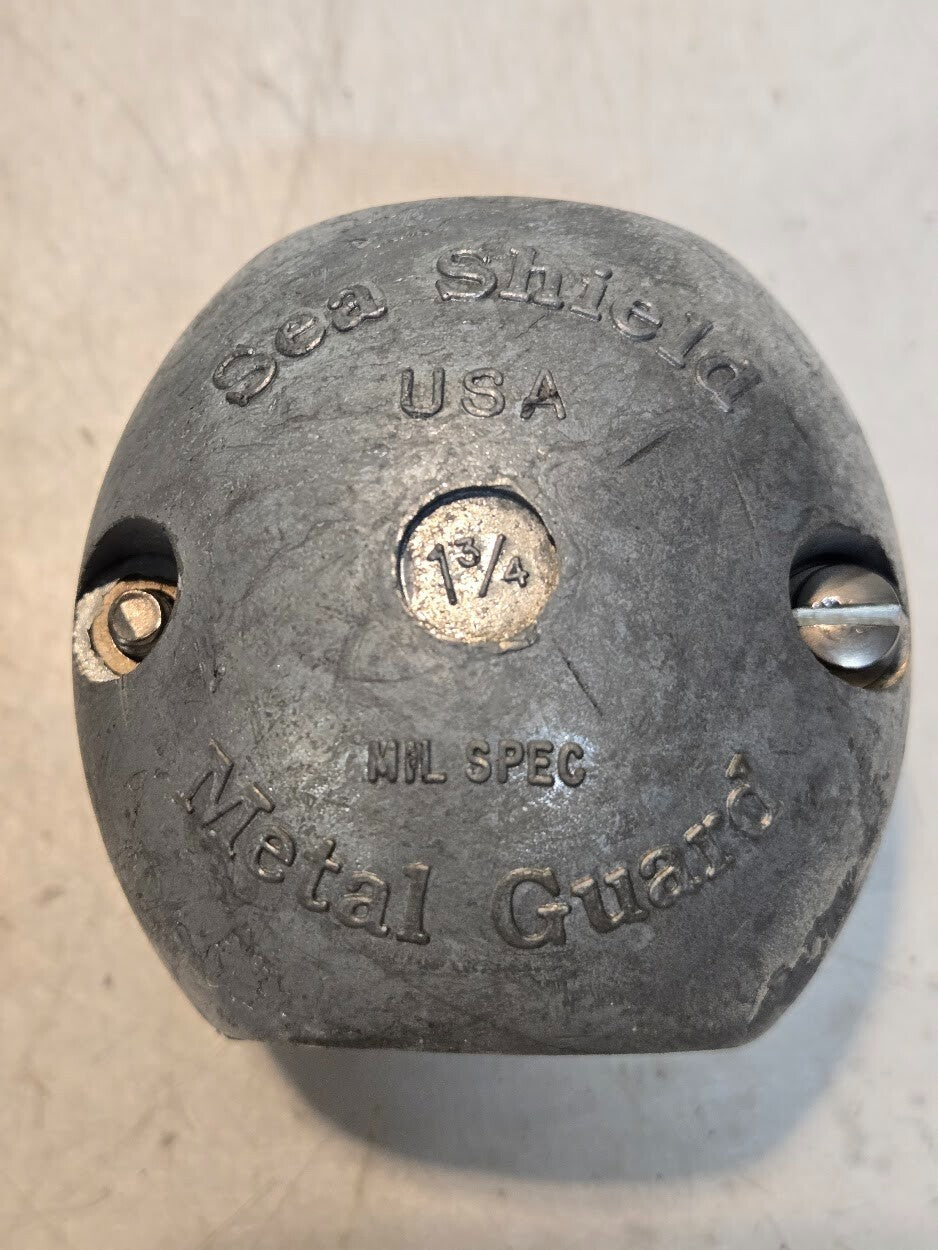 Sea Shield
USA
1 3/4
MIL SPEC
Metal Guard